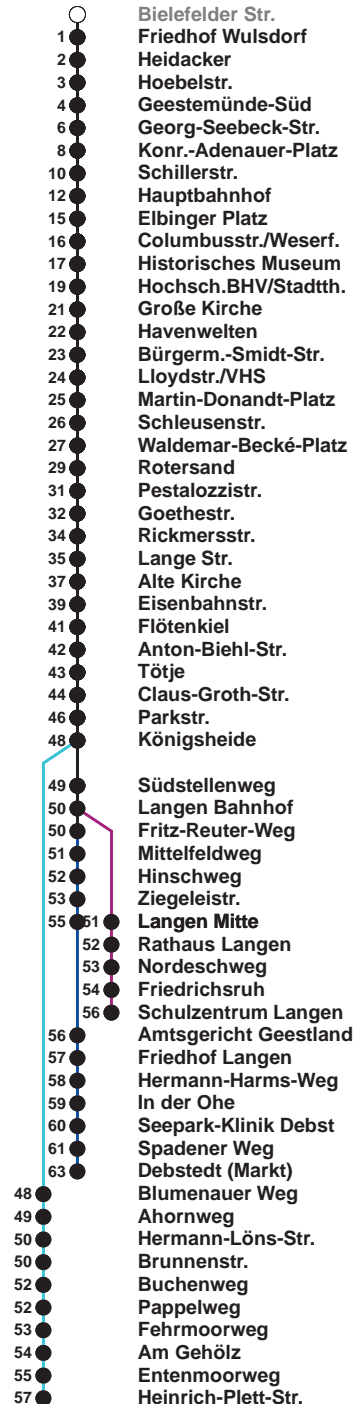 Bielefelder Str.
1 Friedhof Wulsdorf
2 Heidacker
3 Hoebelstr.
4 Geestemünde-Süd
6 Georg-Seebeck-Str.
8 Konr.-Adenauer-Platz
10 Schillerstr.
12 Hauptbahnhof
15 Elbinger Platz
16 Columbusstr./Weserf.
17 Historisches Museum
19 Hochsch.BHV/Stadtth.
21 Große Kirche
22 Havenwelten
23 Bürgerm.-Smidt-Str.
24 Lloydstr./VHS
25 Martin-Donandt-Platz
26 Schleusenstr.
27 Waldemar-Becké-Platz
29 Rotersand
31 Pestalozzistr.
32 Goethestr.
34 Rickmersstr.
35 Lange Str.
37 Alte Kirche
39 Eisenbahnstr.
41 Flötenkiel
42 Anton-Biehl-Str.
43 Tötje
44 Claus-Groth-Str.
46 Parkstr.
48 Königsheide
49 Südstellenweg
50 Langen Bahnhof
50 Fritz-Reuter-Weg
51 Mittelfeldweg
52 Hinschweg
53 Ziegeleistr.
55 51 Langen Mitte
52 Rathaus Langen
53 Nordeschweg
54 Friedrichsruh
56 Schulzentrum Langen
56 Amtsgericht Geestland
57 Friedhof Langen
58 Hermann-Harms-Weg
59 In der Ohe
60 Seepark-Klinik Debst
61 Spadener Weg
63 Debstedt (Markt)
48 Blumenauer Weg
49 Ahornweg
50 Hermann-Löns-Str.
50 Brunnenstr.
52 Buchenweg
52 Pappelweg
53 Fehrmoorweg
54 Am Gehölz
55 Entenmoorweg
57 Heinrich-Plett-Str.